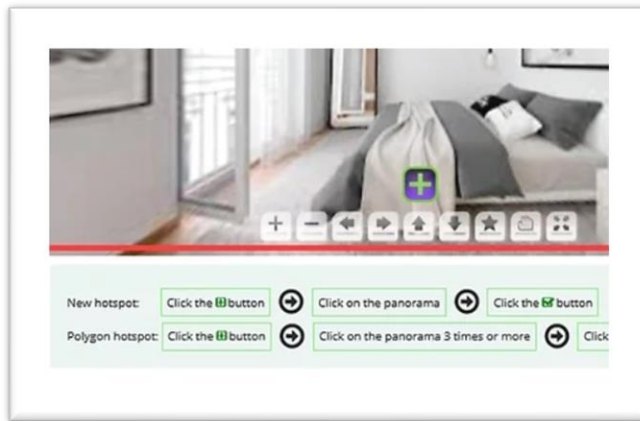 New hotspot: Click the button Click on the panorama Click the button
Polygon hotspot: Click the button Click on the panorama 3 times or more Click